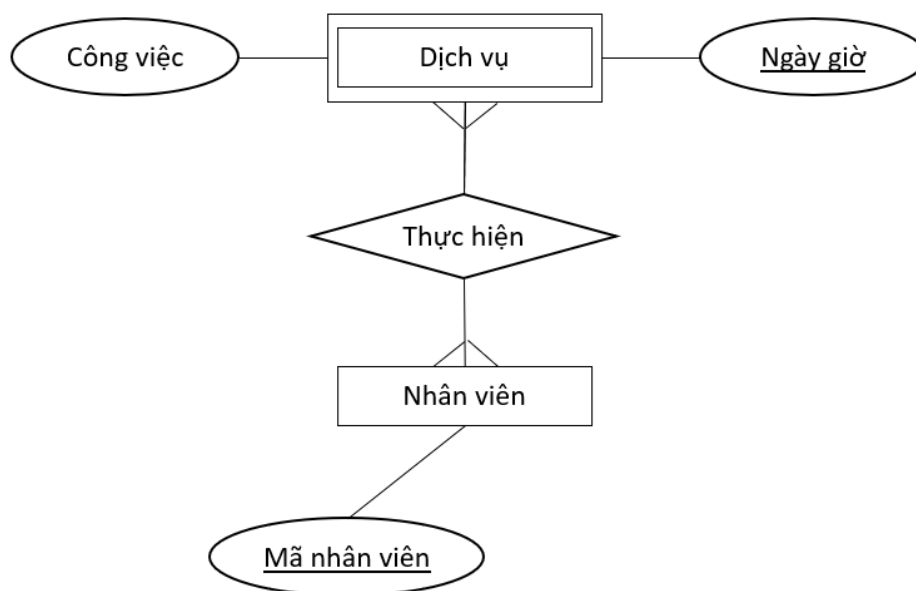 Công việc
Dịch vụ
Ngày giờ
Thực hiện
Nhân viên
Mã nhân viên